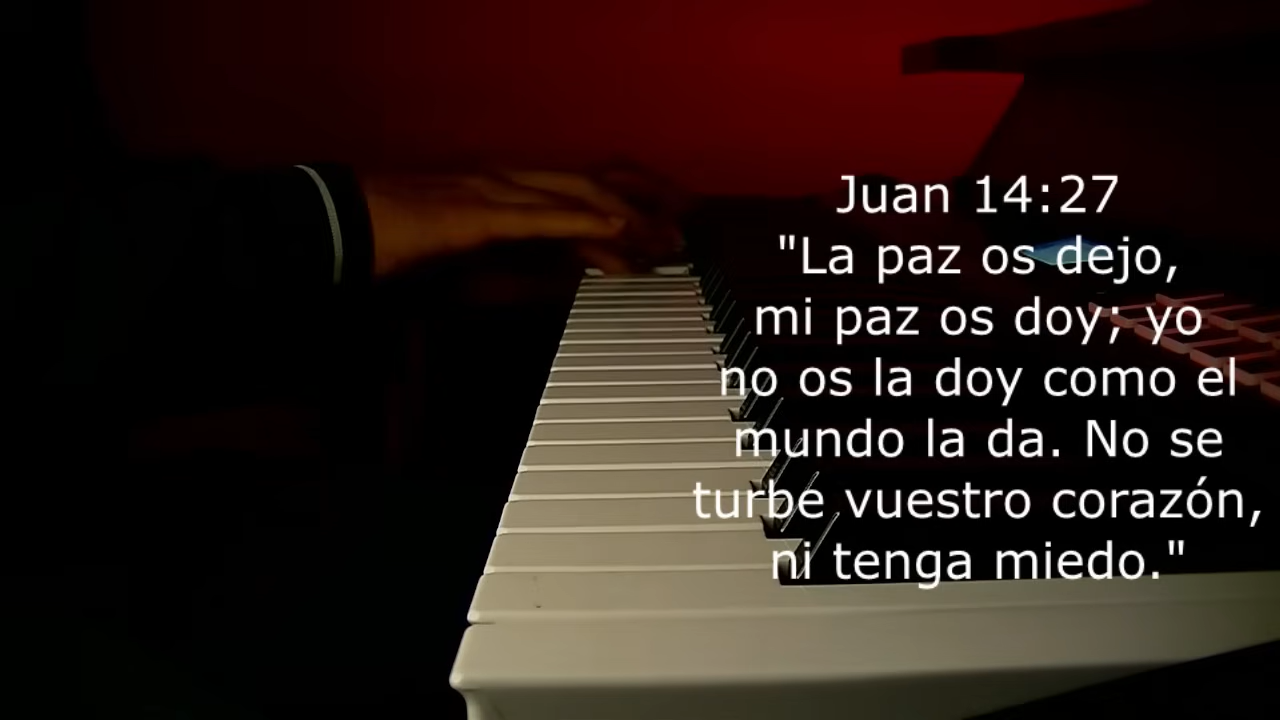 Juan 14:27
"La paz os dejo,
mi paz os doy; yo
no os la doy como el
mundo la da. No se
turbe vuestro corazón,
ni tenga miedo."